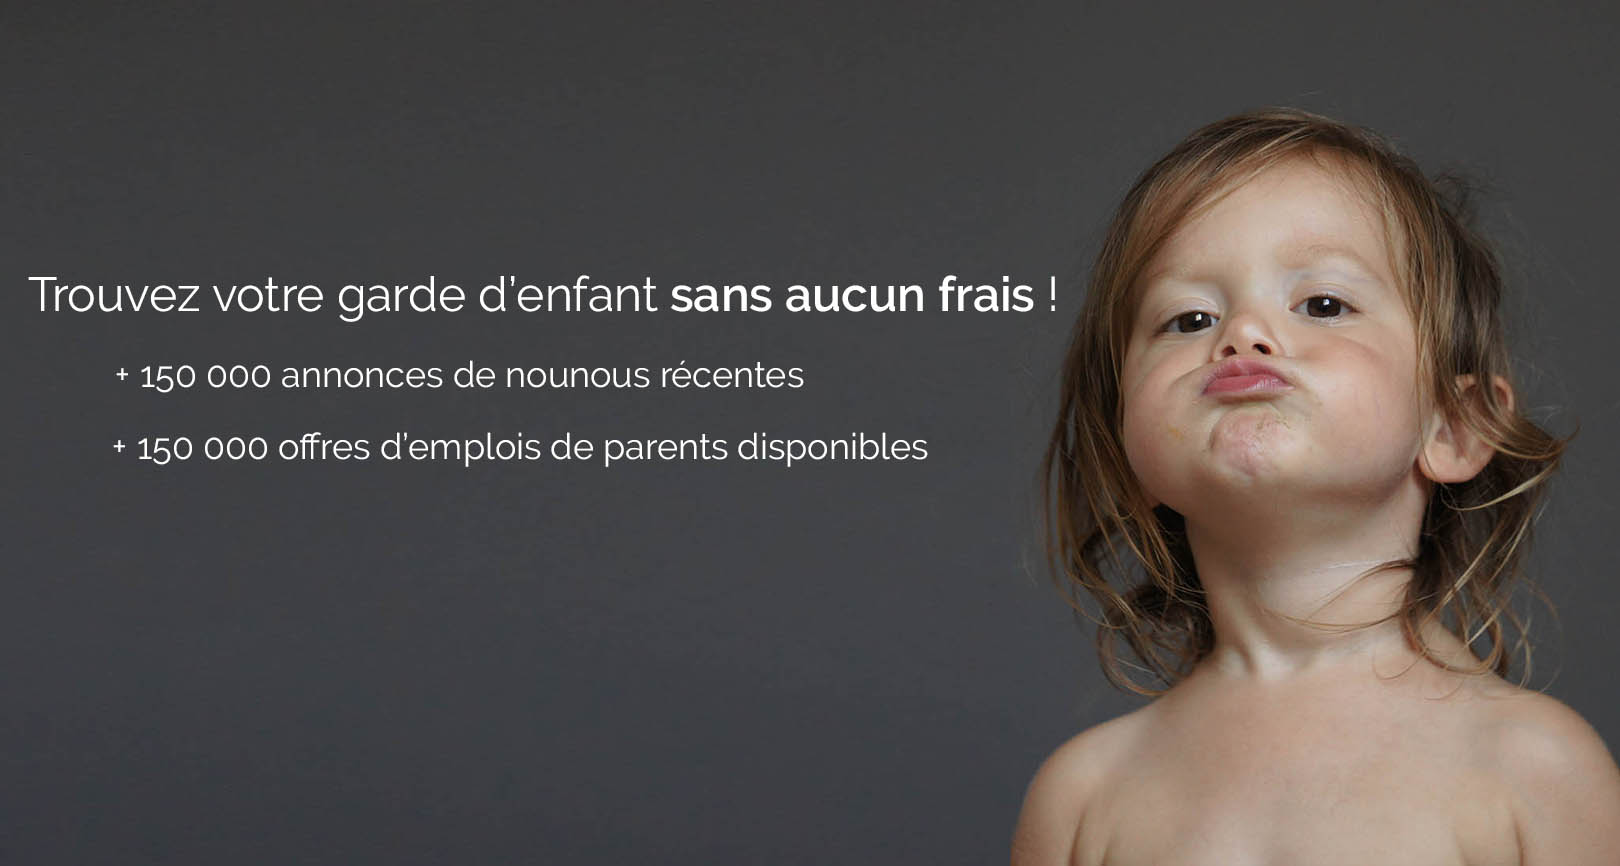 Trouvez votre garde d'enfant sans aucun frais !
+ 150 000 annonces de nounous récentes
+ 150 000 offres d'emplois de parents disponibles